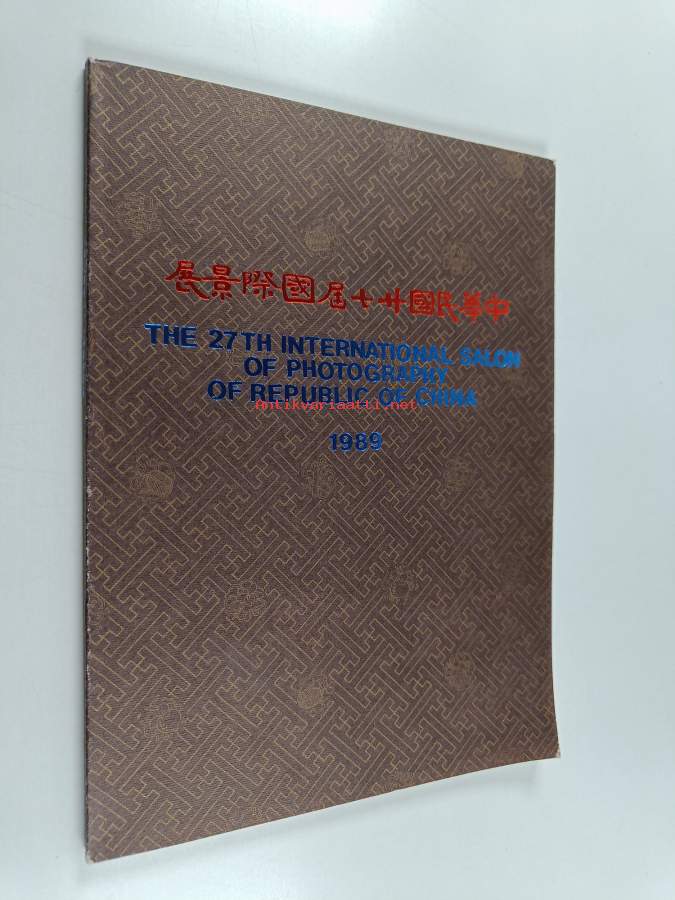 中華民國廿七屆國際景展
THE 27TH INTERNATIONAL SALON
OF PHOTOGRAPHY
OF REPUBLIC OF CHINA
Antikvariaatti.net
1989